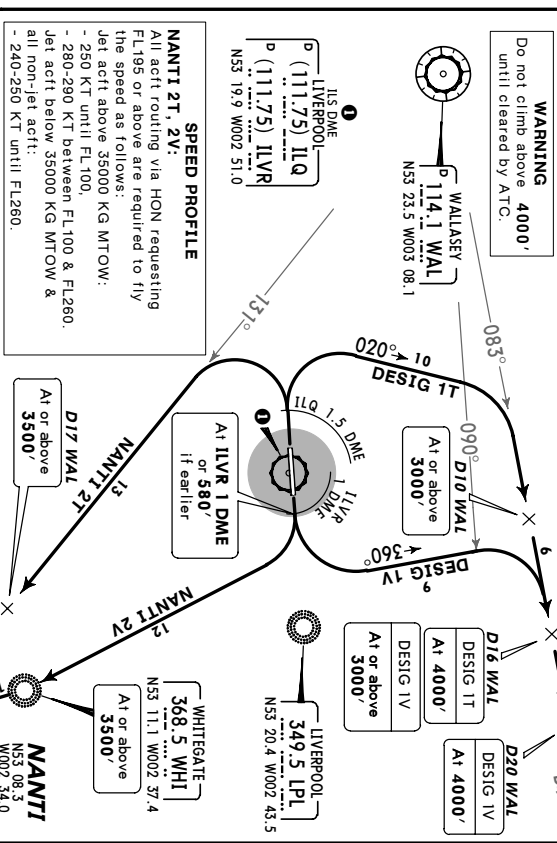 WARNING
Do not climb above 4000'
until cleared by ATC.
WALLASEY
D 114.1 WAL
N53 23.5 W003 08.1
ILS DME
LIVERPOOL
D (111.75) ILQ
D (111.75) ILVR
N53 19.9 W002 51.0
SPEED PROFILE
NANTI 2T, 2V:
All acft routing via HON requesting
FL195 or above are required to fly
the speed as follows:
Jet acft above 35000 KG MTOW:
- 250 KT until FL100,
- 280-290 KT between FL100 & FL260.
Jet acft below 35000 KG MTOW &
all non-jet acft:
- 240-250 KT until FL260.
083°
090°
131°
020°
10
DESIG 1T
D10 WAL
At or above
3000'
6
360°
DESIG 1V
9
ILQ 1.5 DME
ILVR
1 DME
1
1
At ILVR 1 DME
or 580'
if earlier
D16 WAL
DESIG 1T
At 4000'
DESIG 1V
At or above
3000'
D20 WAL
DESIG 1V
At 4000'
LIVERPOOL
349.5 LPL
N53 20.4 W002 43.5
NANTI 2T
13
D17 WAL
At or above
3500'
NANTI 2V
12
WHITEGATE
368.5 WHI
N53 11.1 W002 37.4
At or above
3500'
NANTI
N53 08.3
W002 34.0